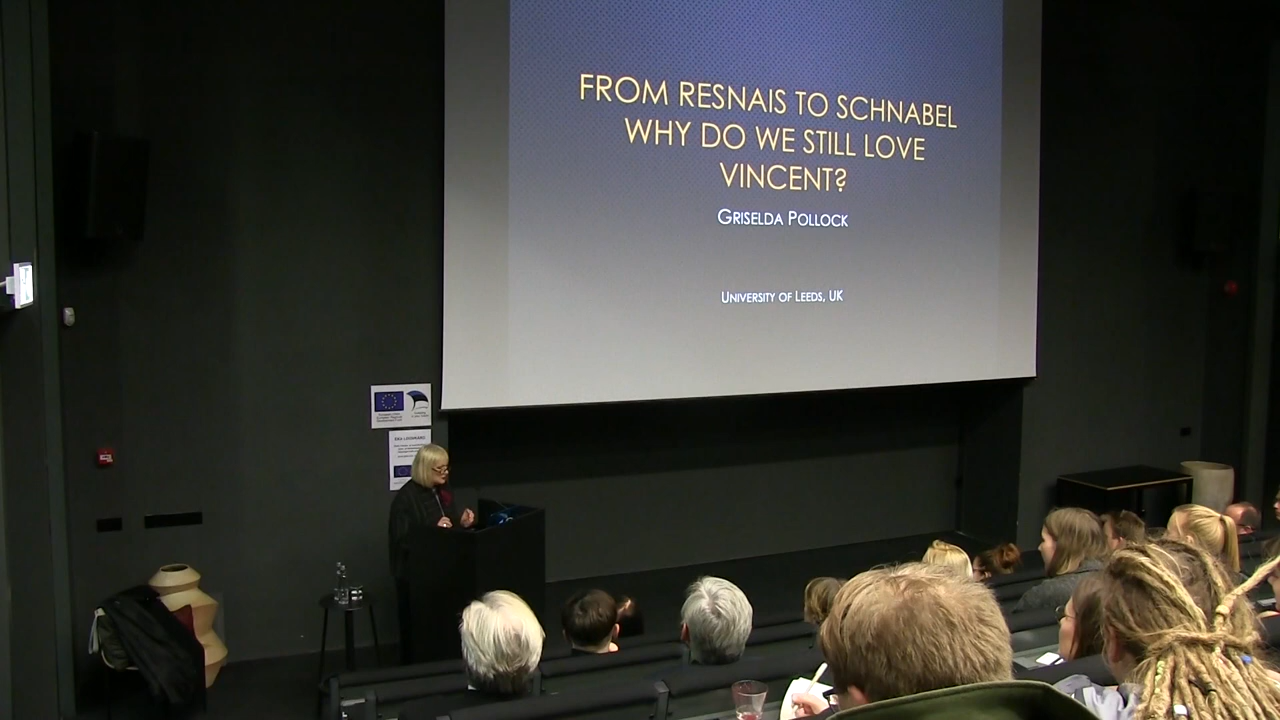 FROM RESNAIS TO SCHNABEL
WHY DO WE STILL LOVE
VINCENT?
GRISELDA POLLOCK
UNIVERSITY OF LEEDS, UK